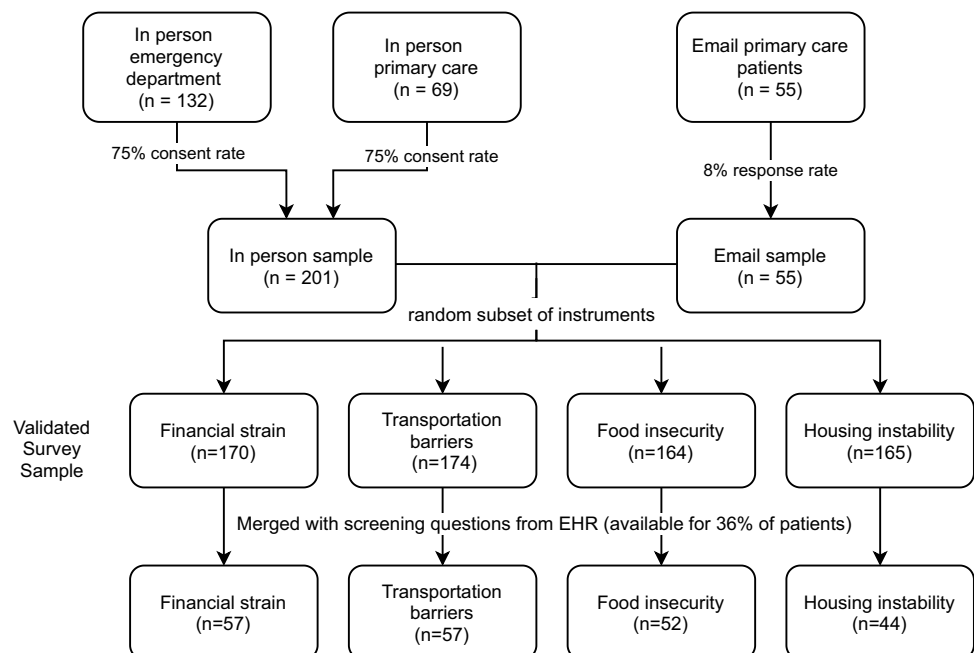 In person
emergency
department
(n = 132)
In person
primary care
(n = 69)
Email primary care
patients
(n = 55)
75% consent rate
75% consent rate
8% response rate
In person sample
(n = 201)
Email sample
(n = 55)
random subset of instruments
Validated
Survey
Sample
Financial strain
(n=170)
Transportation
barriers
(n=174)
Food insecurity
(n=164)
Housing instability
(n=165)
Merged with screening questions from EHR (available for 36% of patients)
Financial strain
(n=57)
Transportation
barriers
(n=57)
Food insecurity
(n=52)
Housing instability
(n=44)